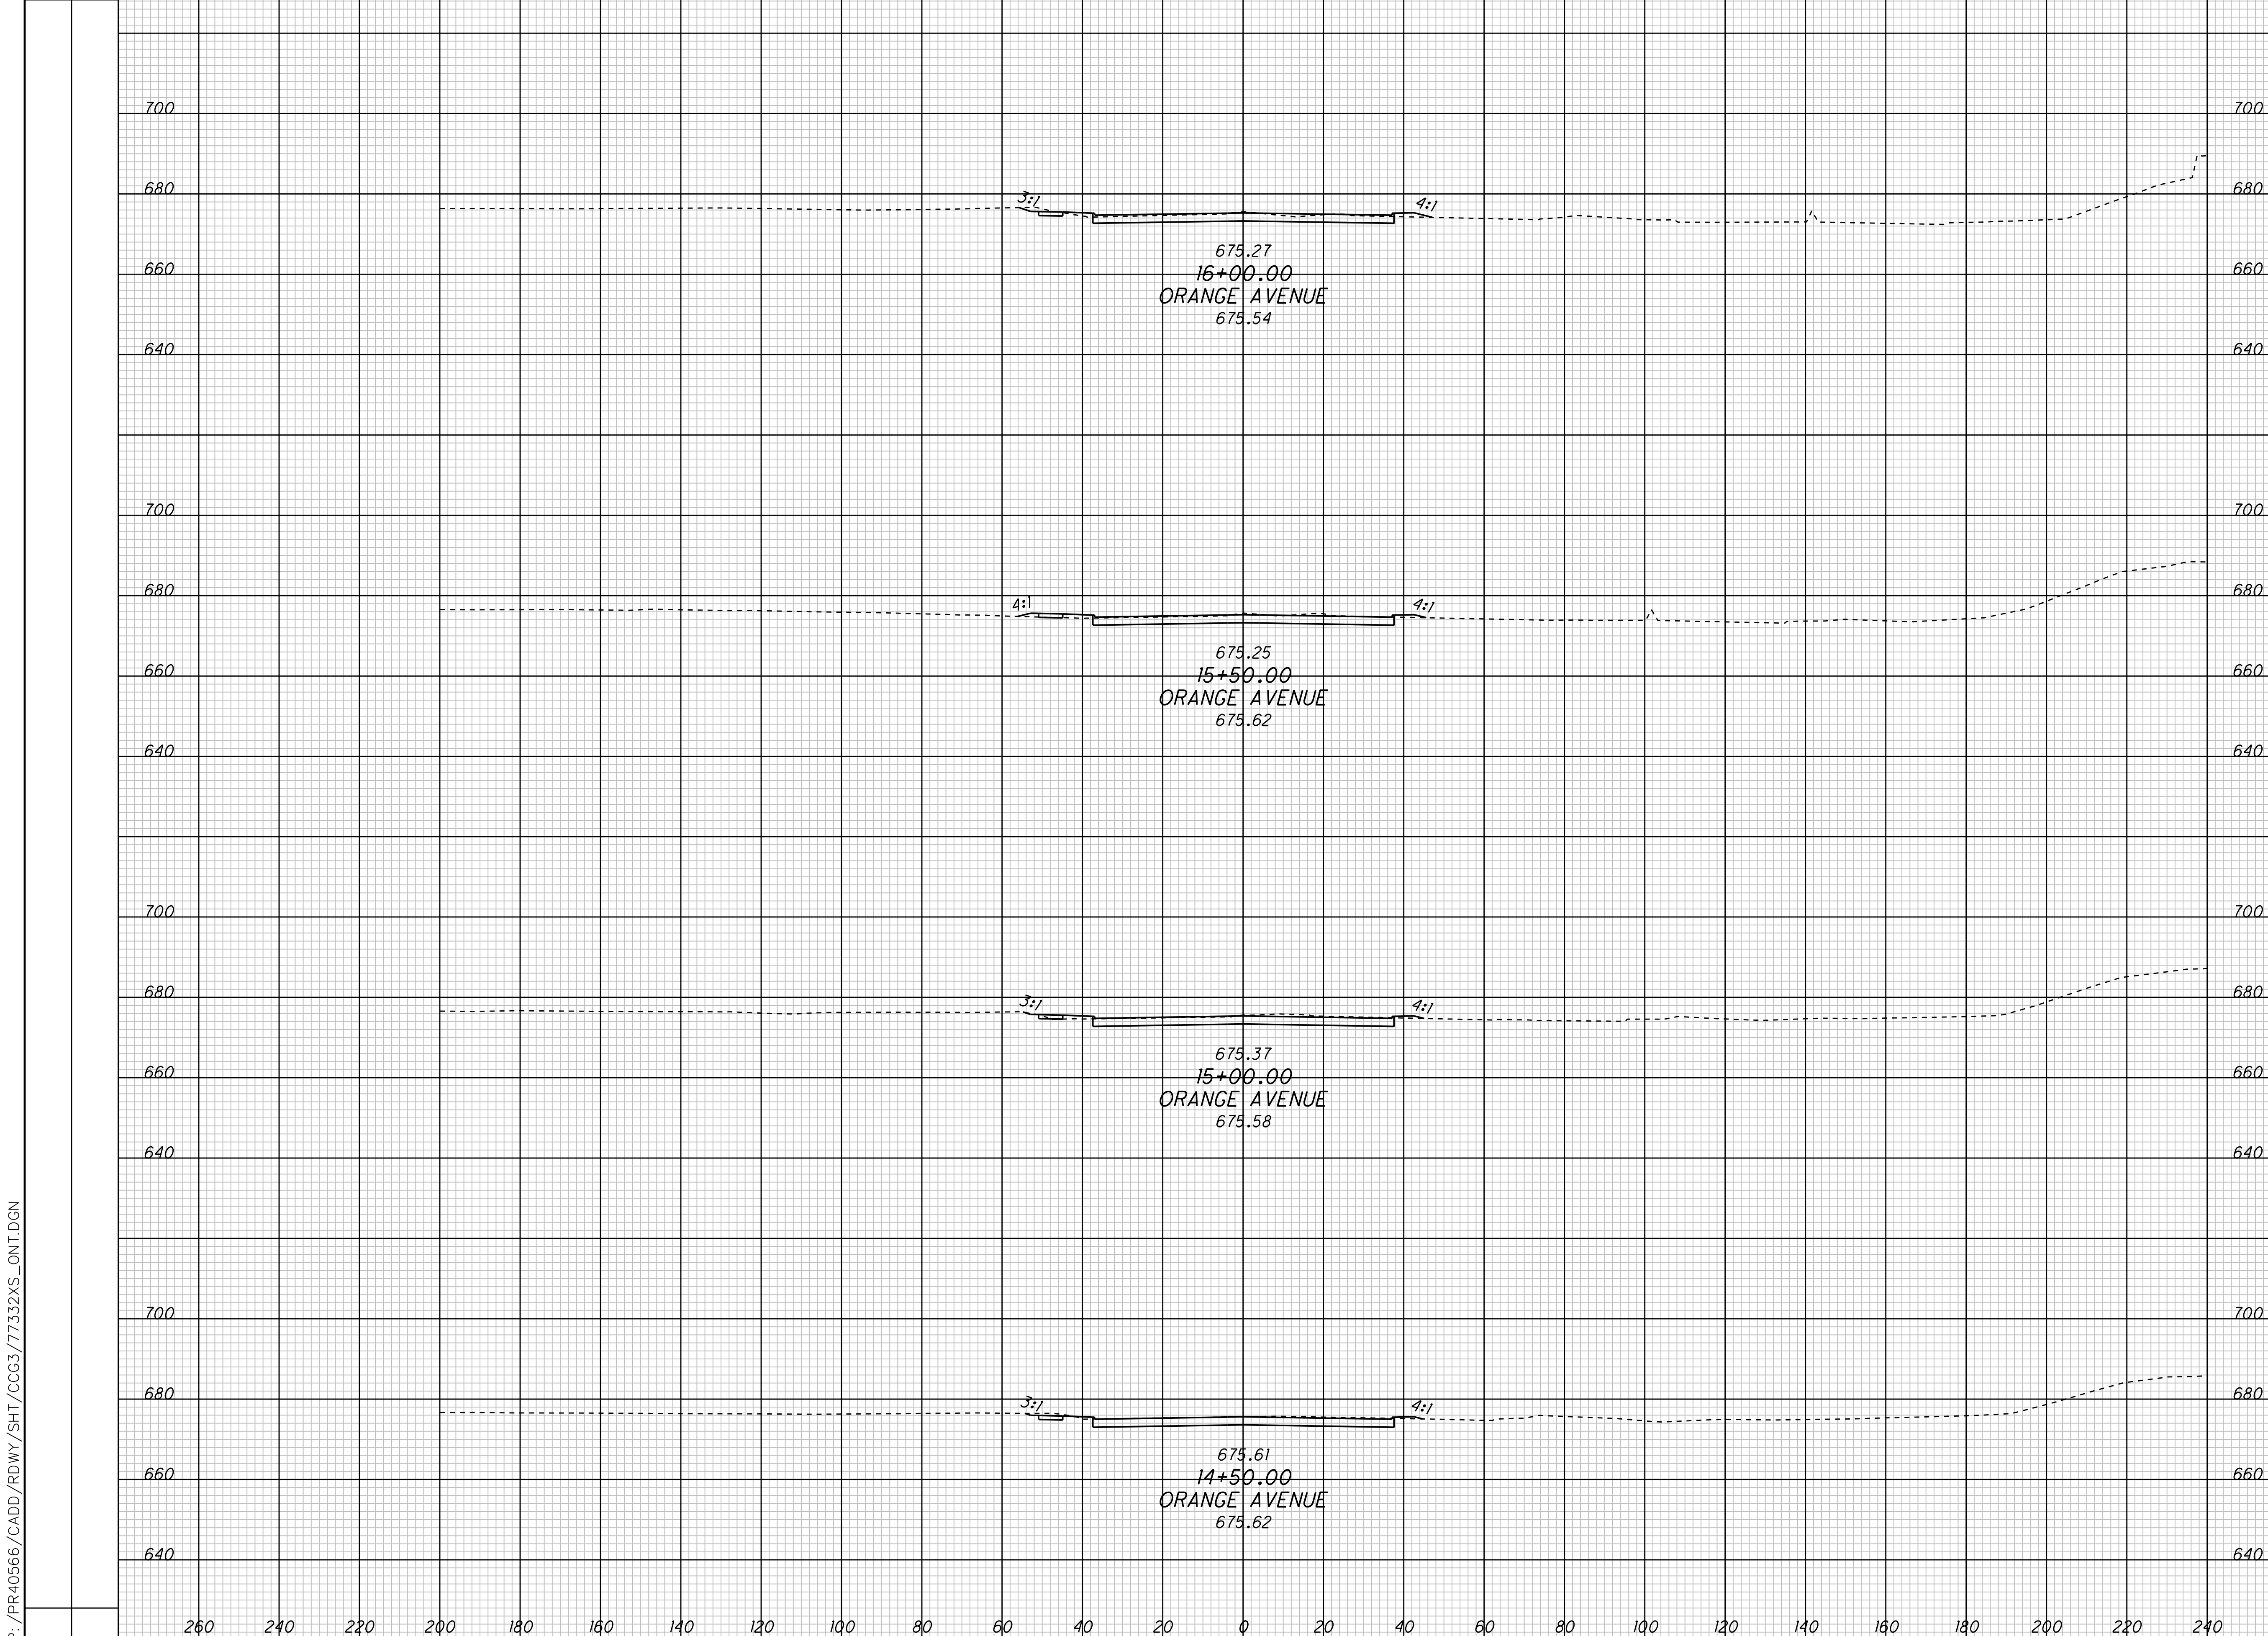 700 700
3:1 4:1
680 680
675.27
660 16+00.00 660
ORANGE AVENUE
675.54
640 640
700 700
680 4:1 4:1 680
675.25
660 15+50.00 660
ORANGE AVENUE
675.62
640 640
700 700
680 3:1 4:1 680
675.37
660 15+00.00 660
ORANGE AVENUE
675.58
640 640
700 700
680 3:1 4:1 680
675.61
660 14+50.00 660
ORANGE AVENUE
675.62
640 640
260 240 220 200 180 160 140 120 100 80 60 40 20 0 20 40 60 80 100 120 140 160 180 200 220 240
:/PR40566/CADD/RDWY/SHT/CCG3/77332XS_ONT.DGN